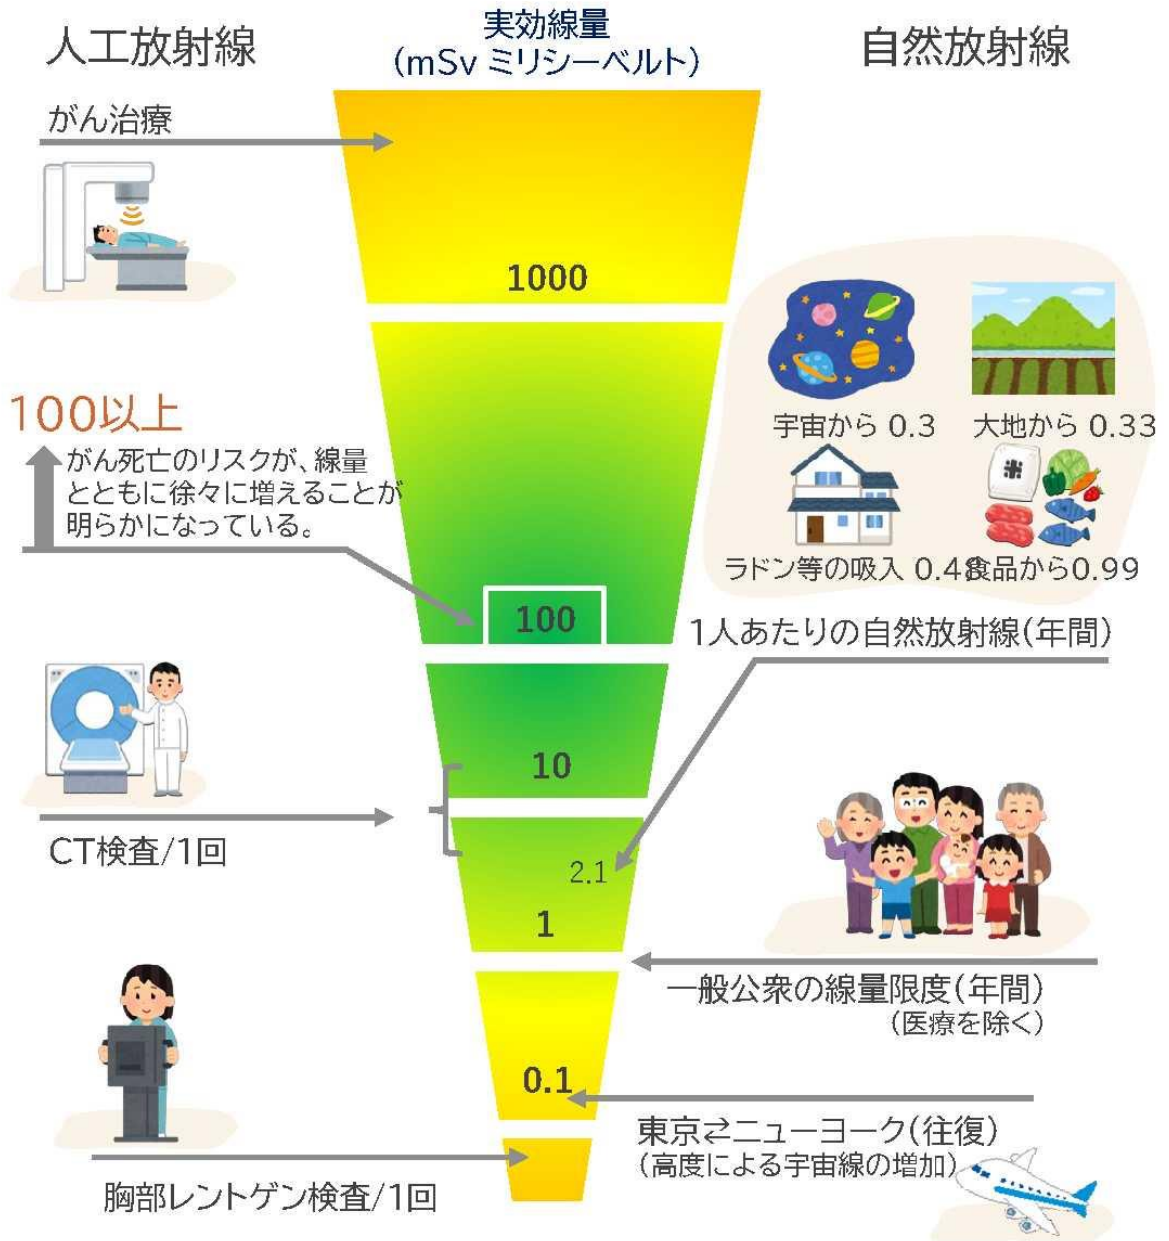 人工放射線
実効線量
(mSv ミリシーベルト)
自然放射線
がん治療
1000
100以上
がん死亡のリスクが、線量
とともに徐々に増えることが
明らかになっている。
宇宙から 0.3
大地から 0.33
米
ラドン等の吸入 0.48
食品から0.99
100
1人あたりの自然放射線(年間)
10
CT検査/1回
2.1
1
一般公衆の線量限度(年間)
(医療を除く)
0.1
東京⇄ニューヨーク(往復)
(高度による宇宙線の増加)
胸部レントゲン検査/1回